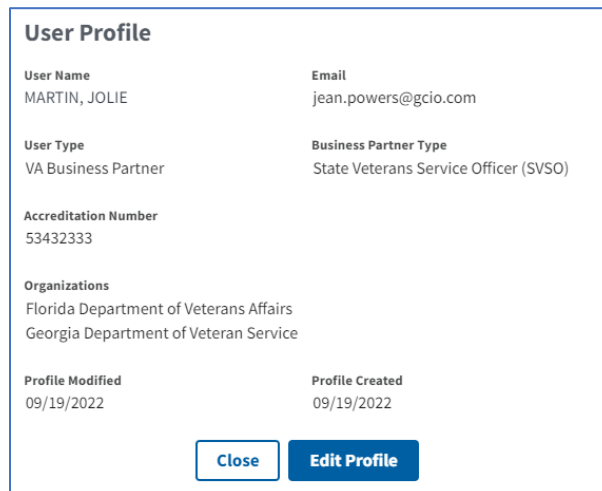 User Profile
User Name
MARTIN, JOLIE
Email
jean.powers@gcio.com
User Type
VA Business Partner
Business Partner Type
State Veterans Service Officer (SVSO)
Accreditation Number
53432333
Organizations
Florida Department of Veterans Affairs
Georgia Department of Veteran Service
Profile Modified
09/19/2022
Profile Created
09/19/2022
Close
Edit Profile